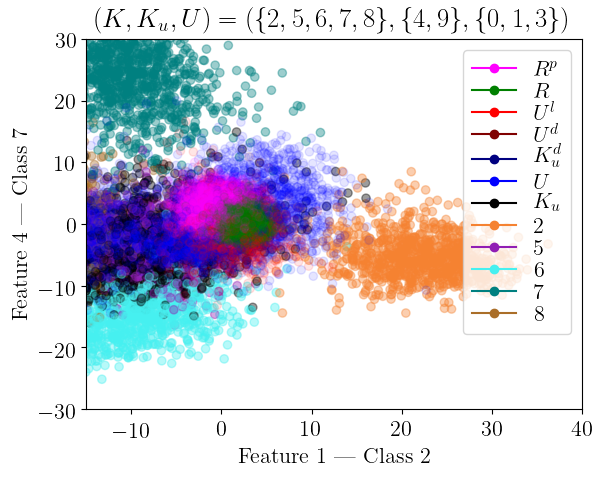 (K, K_u, U) = ({2, 5, 6, 7, 8}, {4, 9}, {0, 1, 3})
30
20
10
0
−10
−20
−30
Feature 4 — Class 7
R^p
R
U^l
U^d
K_u^d
U
K_u
2
5
6
7
8
−10
0
10
20
30
40
Feature 1 — Class 2